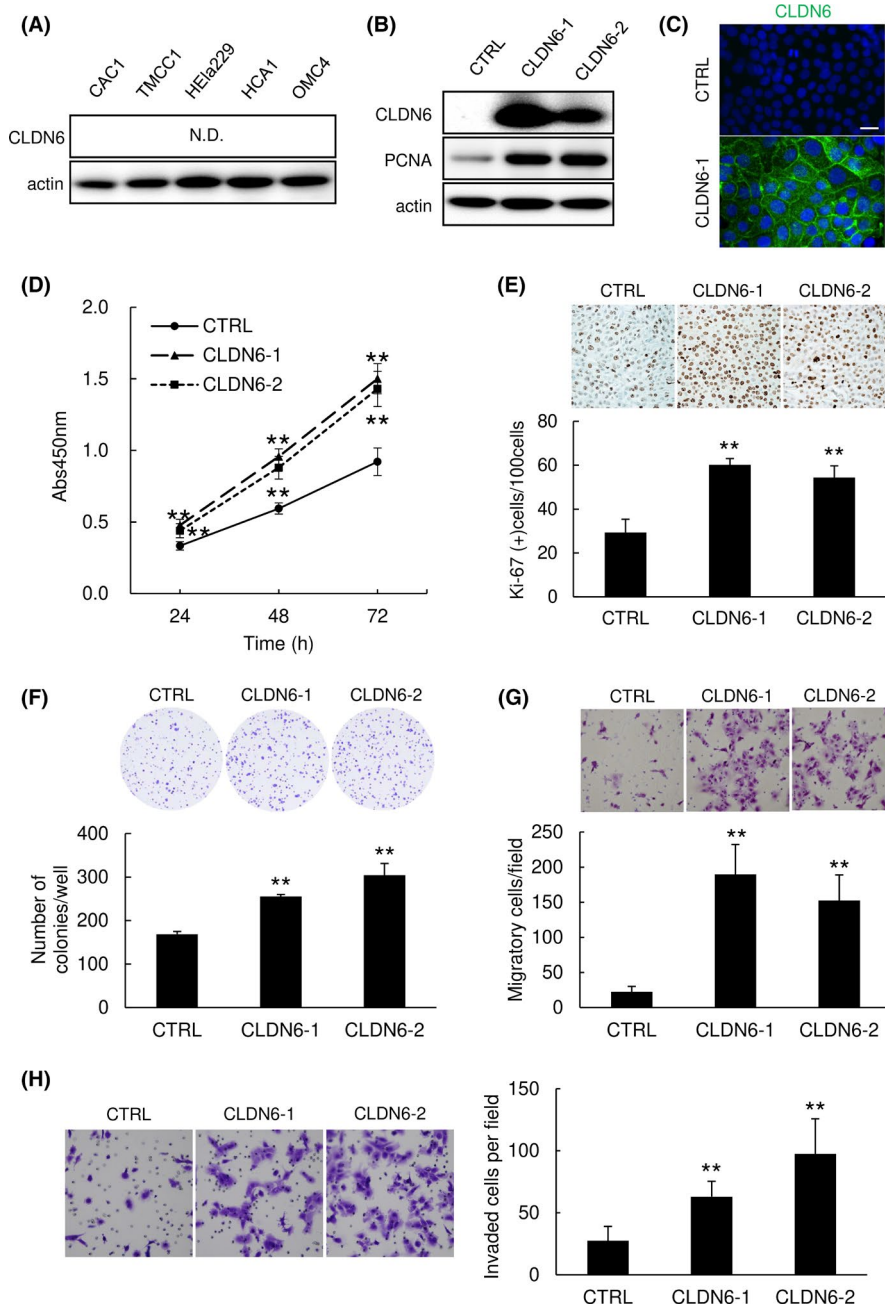 (A)
CAC1 TMCC1 HEla229 HCA1 OMC4
CLDN6 N.D.
actin
(B)
CTRL CLDN6-1 CLDN6-2
CLDN6
PCNA
actin
(C)
CLDN6
CTRL
CLDN6-1
(D)
2.0
1.5
1.0
0.5
0.0
Abs450nm
CTRL
CLDN6-1
CLDN6-2
**
**
**
**
**
**
24 48 72
Time (h)
(E)
CTRL CLDN6-1 CLDN6-2
80
60
40
20
0
Ki-67 (+)cells/100cells
** **
CTRL CLDN6-1 CLDN6-2
(F)
CTRL CLDN6-1 CLDN6-2
400
300
200
100
0
Number of
colonies/well
** **
CTRL CLDN6-1 CLDN6-2
(G)
CTRL CLDN6-1 CLDN6-2
250
200
150
100
50
0
Migratory cells/field
** **
CTRL CLDN6-1 CLDN6-2
(H)
CTRL CLDN6-1 CLDN6-2
150
100
50
0
Invaded cells per field
** **
CTRL CLDN6-1 CLDN6-2